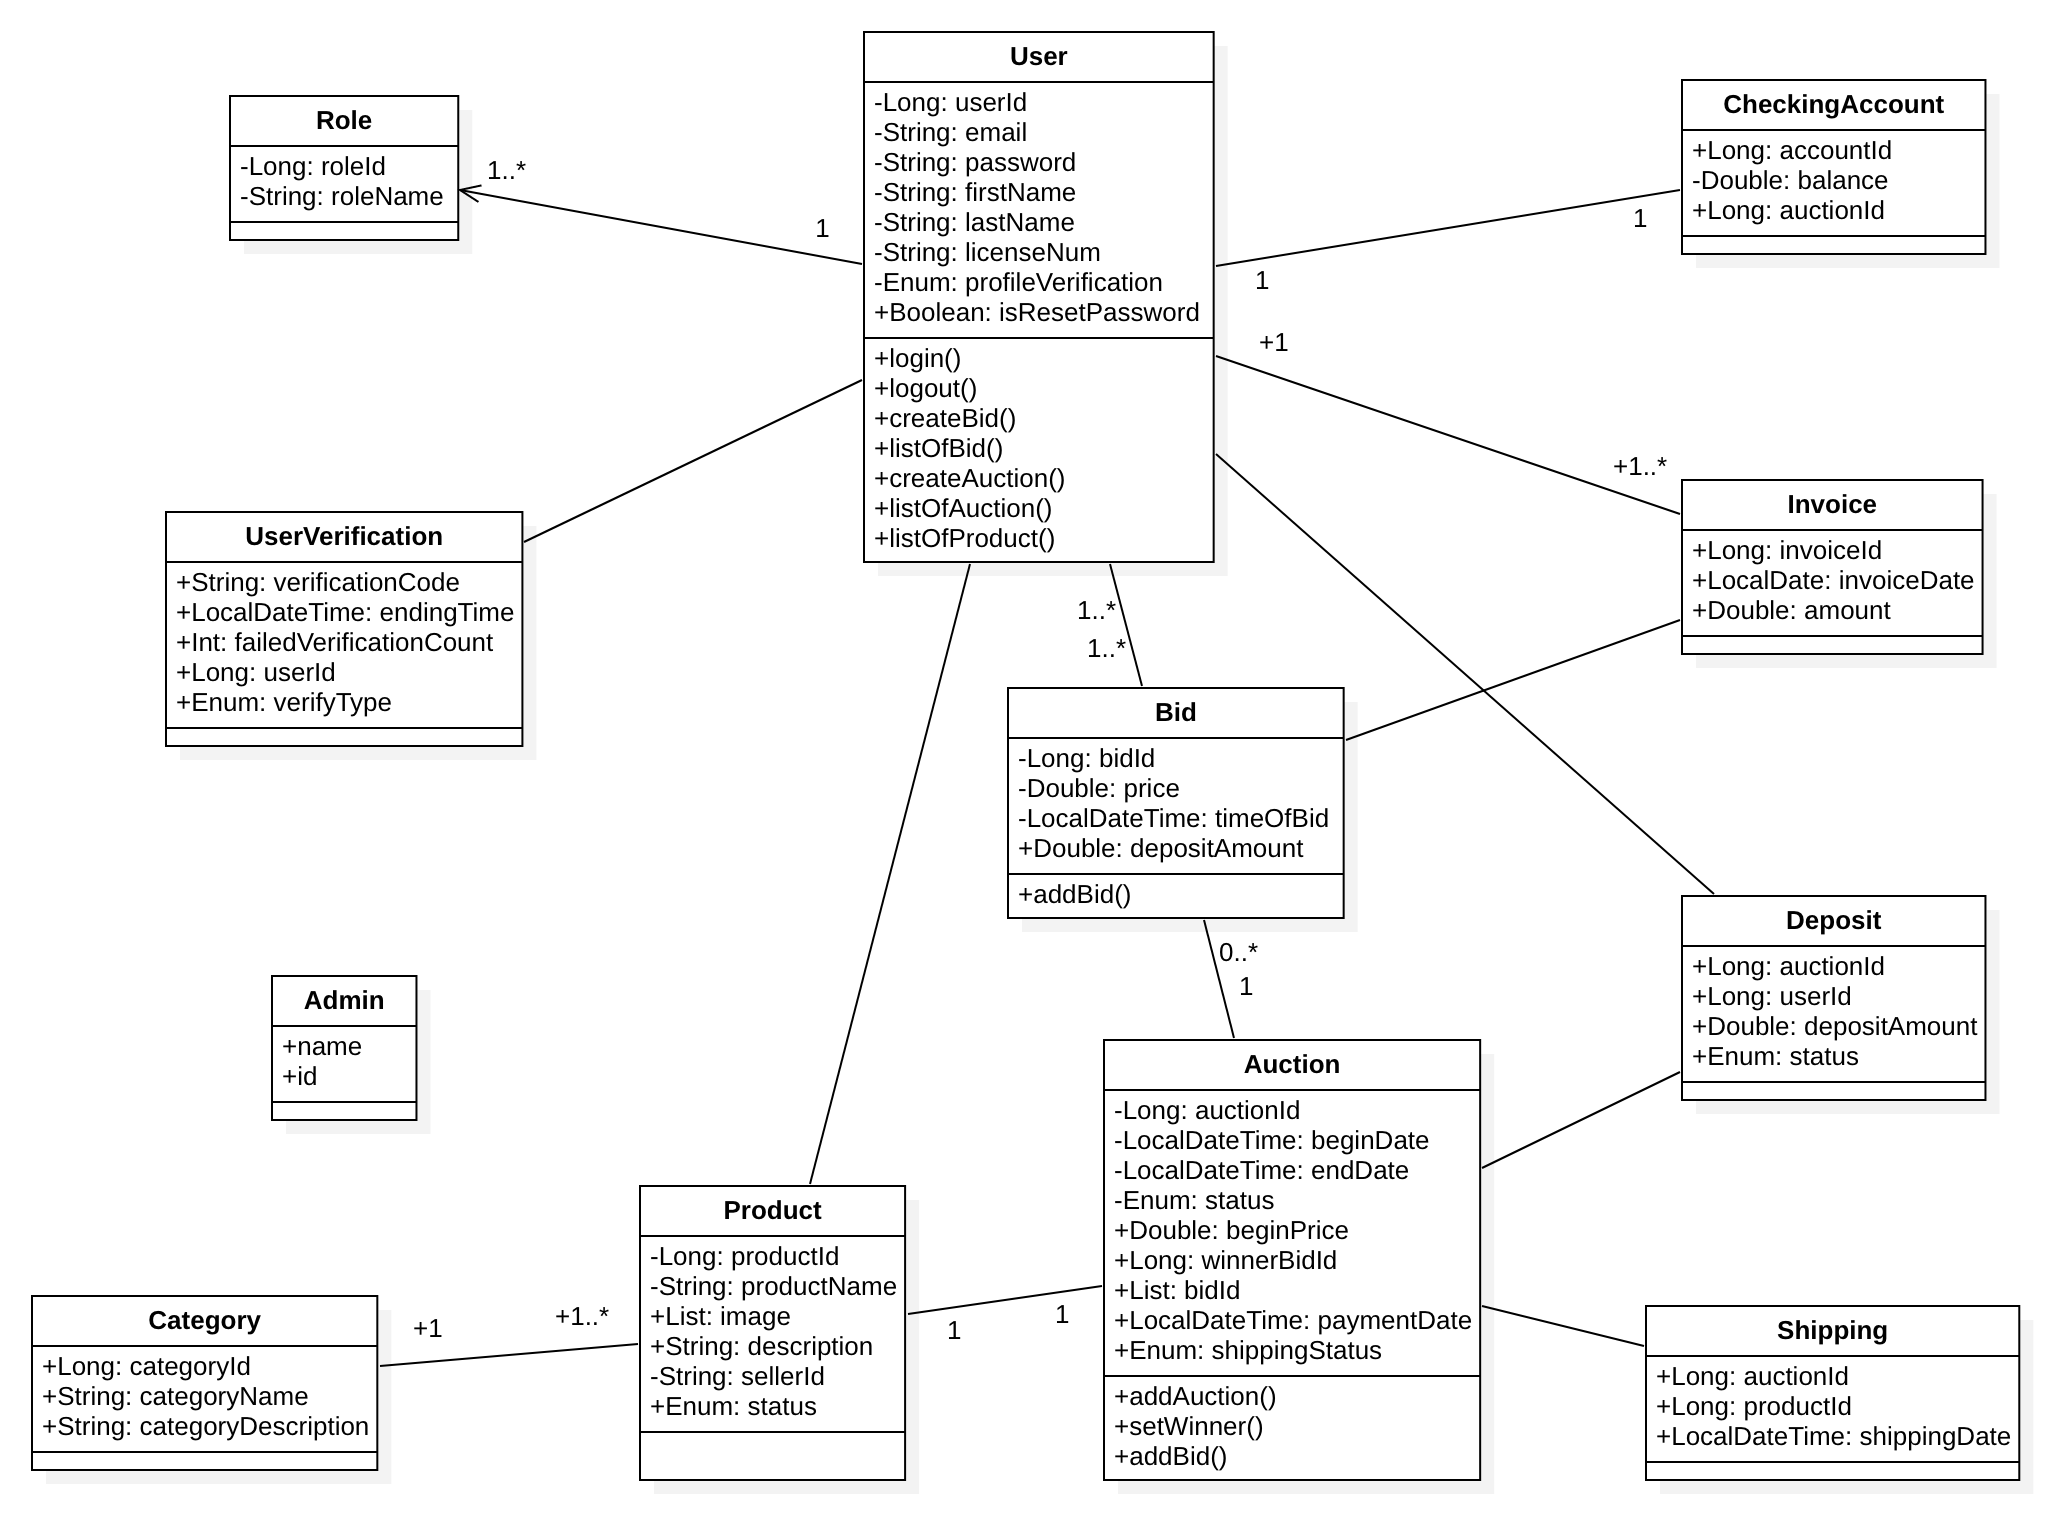 User
-Long: userId
-String: email
-String: password
-String: firstName
-String: lastName
-String: licenseNum
-Enum: profileVerification
+Boolean: isResetPassword
+login()
+logout()
+createBid()
+listOfBid()
+createAuction()
+listOfAuction()
+listOfProduct()
Role
-Long: roleId
-String: roleName
1..*
1
CheckingAccount
+Long: accountId
-Double: balance
+Long: auctionId
1
1
+1
+1..*
Invoice
+Long: invoiceId
+LocalDate: invoiceDate
+Double: amount
UserVerification
+String: verificationCode
+LocalDateTime: endingTime
+Int: failedVerificationCount
+Long: userId
+Enum: verifyType
1..*
1..*
Bid
-Long: bidId
-Double: price
-LocalDateTime: timeOfBid
+Double: depositAmount
+addBid()
0..*
1
Deposit
+Long: auctionId
+Long: userId
+Double: depositAmount
+Enum: status
Admin
+name
+id
Auction
-Long: auctionId
-LocalDateTime: beginDate
-LocalDateTime: endDate
-Enum: status
+Double: beginPrice
+Long: winnerBidId
+List: bidId
+LocalDateTime: paymentDate
+Enum: shippingStatus
+addAuction()
+setWinner()
+addBid()
Product
-Long: productId
-String: productName
+List: image
+String: description
-String: sellerId
+Enum: status
1
1
Category
+Long: categoryId
+String: categoryName
+String: categoryDescription
+1
+1..*
Shipping
+Long: auctionId
+Long: productId
+LocalDateTime: shippingDate